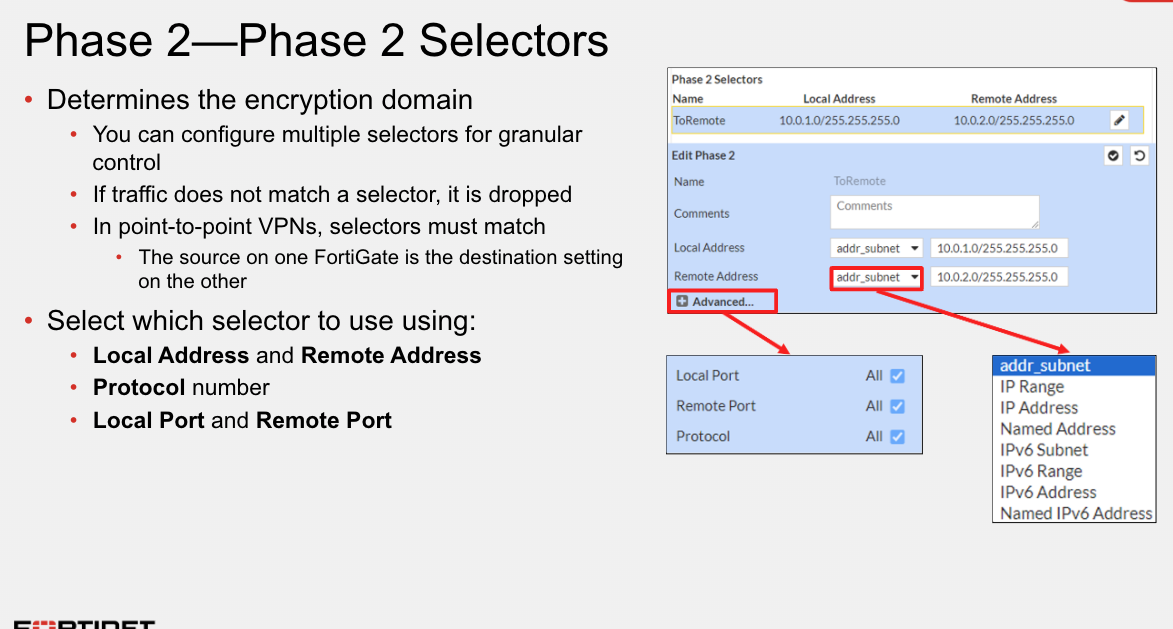 Phase 2—Phase 2 Selectors
• Determines the encryption domain
• You can configure multiple selectors for granular
control
• If traffic does not match a selector, it is dropped
• In point-to-point VPNs, selectors must match
• The source on one FortiGate is the destination setting
on the other
• Select which selector to use using:
• Local Address and Remote Address
• Protocol number
• Local Port and Remote Port
Phase 2 Selectors
Name Local Address Remote Address
ToRemote 10.0.1.0/255.255.255.0 10.0.2.0/255.255.255.0
Edit Phase 2
Name ToRemote
Comments Comments
Local Address addr_subnet 10.0.1.0/255.255.255.0
Remote Address addr_subnet 10.0.2.0/255.255.255.0
Advanced...
Local Port All
Remote Port All
Protocol All
addr_subnet
IP Range
IP Address
Named Address
IPv6 Subnet
IPv6 Range
IPv6 Address
Named IPv6 Address
FORTINET